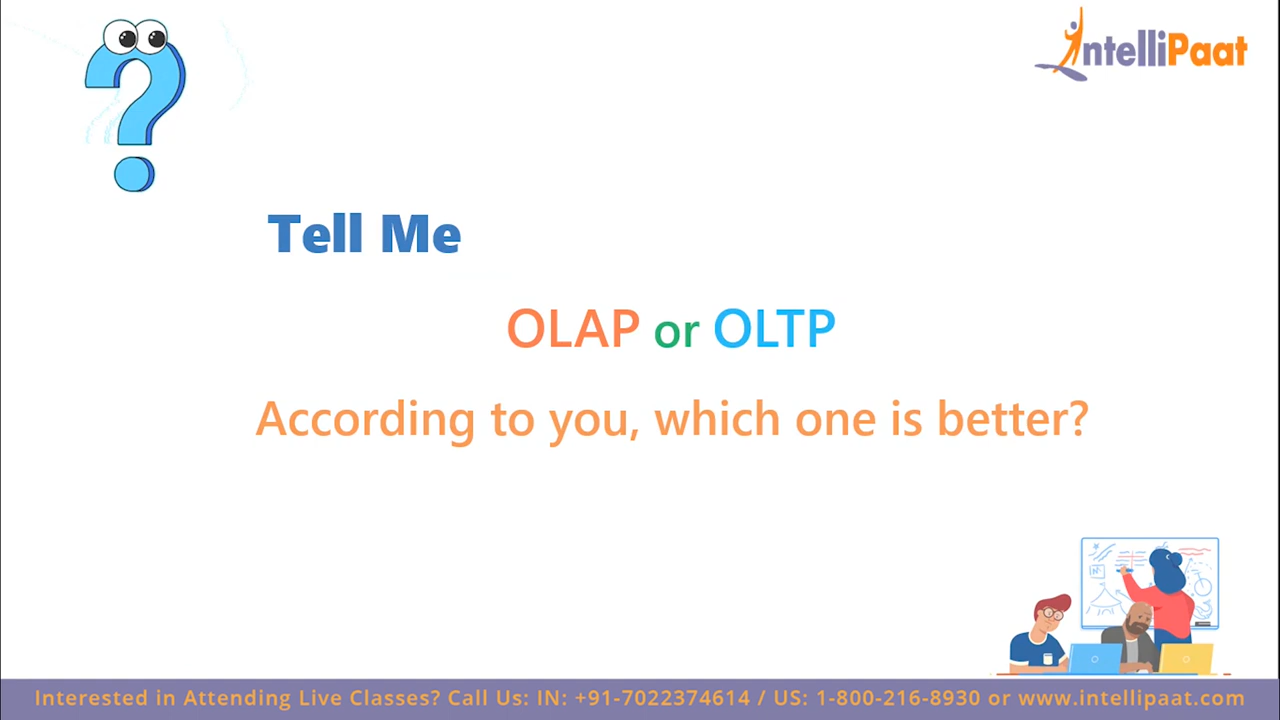 IntelliPaat
Tell Me
OLAP or OLTP
According to you, which one is better?
Interested in Attending Live Classes? Call Us: IN: +91-7022374614 / US: 1-800-216-8930 or www.intellipaat.com